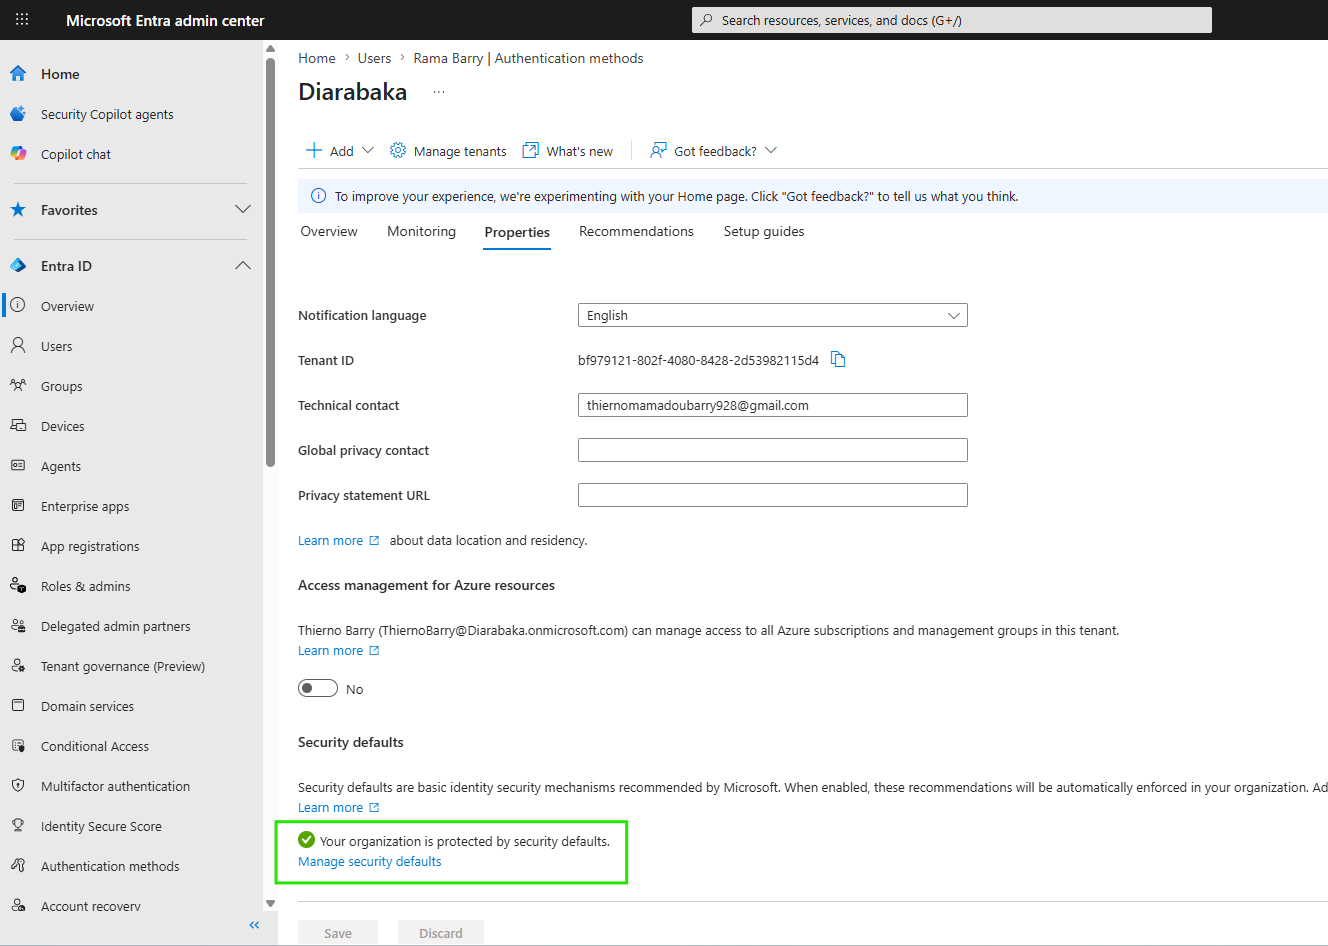 Microsoft Entra admin center
Search resources, services, and docs (G+/)
Home
Security Copilot agents
Copilot chat
Favorites
Entra ID
Overview
Users
Groups
Devices
Agents
Enterprise apps
App registrations
Roles & admins
Delegated admin partners
Tenant governance (Preview)
Domain services
Conditional Access
Multifactor authentication
Identity Secure Score
Authentication methods
Account recovery
Home > Users > Rama Barry | Authentication methods
Diarabaka ...
Add Manage tenants What's new Got feedback?
To improve your experience, we're experimenting with your Home page. Click "Got feedback?" to tell us what you think.
Overview Monitoring Properties Recommendations Setup guides
Notification language English
Tenant ID bf979121-802f-4080-8428-2d53982115d4
Technical contact thiernomamadoubarry928@gmail.com
Global privacy contact
Privacy statement URL
Learn more about data location and residency.
Access management for Azure resources
Thierno Barry (ThiernoBarry@Diarabaka.onmicrosoft.com) can manage access to all Azure subscriptions and management groups in this tenant.
Learn more
No
Security defaults
Security defaults are basic identity security mechanisms recommended by Microsoft. When enabled, these recommendations will be automatically enforced in your organization. Ad
Learn more
Your organization is protected by security defaults.
Manage security defaults
Save Discard